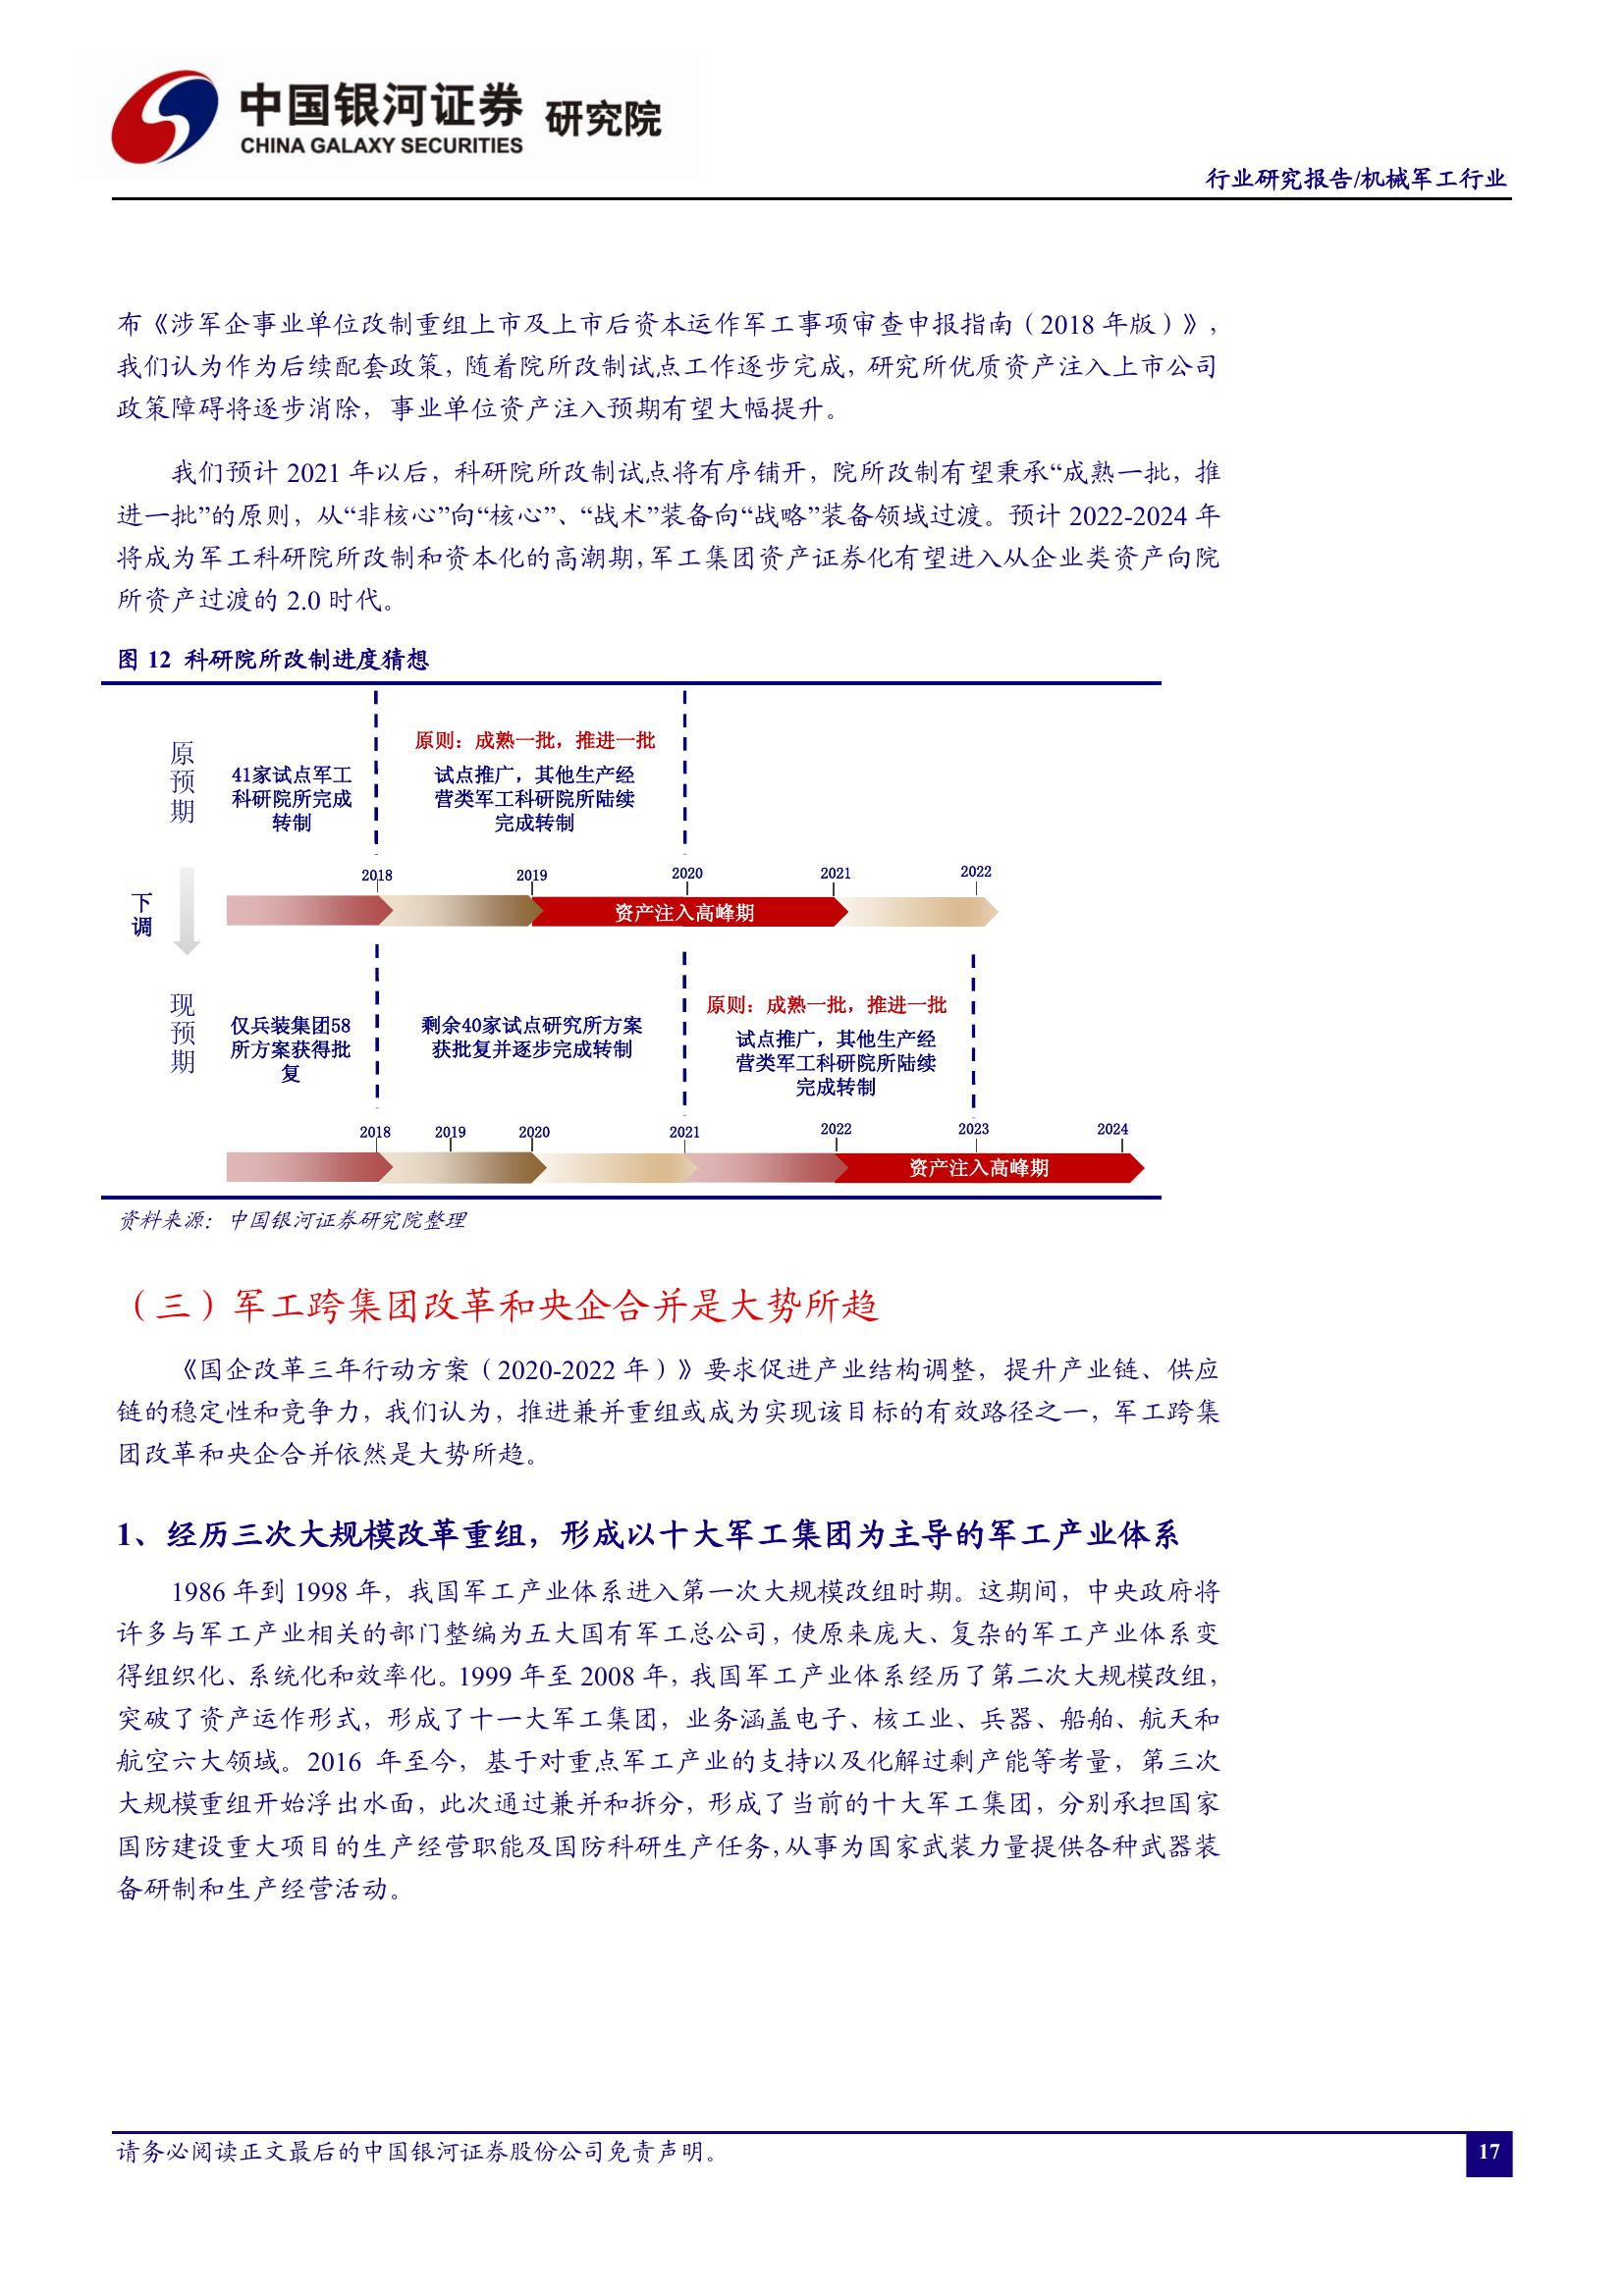 中国银河证券 研究院
CHINA GALAXY SECURITIES
行业研究报告/机械军工行业
布《涉军企事业单位改制重组上市及上市后资本运作军工事项审查申报指南（2018 年版）》，
我们认为作为后续配套政策，随着院所改制试点工作逐步完成，研究所优质资产注入上市公司
政策障碍将逐步消除，事业单位资产注入预期有望大幅提升。
我们预计 2021 年以后，科研院所改制试点将有序铺开，院所改制有望秉承“成熟一批，推
进一批”的原则，从“非核心”向“核心”、“战术”装备向“战略”装备领域过渡。预计 2022-2024 年
将成为军工科研院所改制和资本化的高潮期，军工集团资产证券化有望进入从企业类资产向院
所资产过渡的 2.0 时代。
图 12 科研院所改制进度猜想
原预期
41家试点军工
科研院所完成
转制
原则：成熟一批，推进一批
试点推广，其他生产经
营类军工科研院所陆续
完成转制
下调
2018 2019 2020 2021 2022
资产注入高峰期
现预期
仅兵装集团58
所方案获得批
复
剩余40家试点研究所方案
获批复并逐步完成转制
原则：成熟一批，推进一批
试点推广，其他生产经
营类军工科研院所陆续
完成转制
2018 2019 2020 2021 2022 2023 2024
资产注入高峰期
资料来源：中国银河证券研究院整理
（三）军工跨集团改革和央企合并是大势所趋
《国企改革三年行动方案（2020-2022 年）》要求促进产业结构调整，提升产业链、供应
链的稳定性和竞争力，我们认为，推进兼并重组或成为实现该目标的有效路径之一，军工跨集
团改革和央企合并依然是大势所趋。
1、经历三次大规模改革重组，形成以十大军工集团为主导的军工产业体系
1986 年到 1998 年，我国军工产业体系进入第一次大规模改组时期。这期间，中央政府将
许多与军工产业相关的部门整编为五大国有军工总公司，使原来庞大、复杂的军工产业体系变
得组织化、系统化和效率化。1999 年至 2008 年，我国军工产业体系经历了第二次大规模改组，
突破了资产运作形式，形成了十一大军工集团，业务涵盖电子、核工业、兵器、船舶、航天和
航空六大领域。2016 年至今，基于对重点军工产业的支持以及化解过剩产能等考量，第三次
大规模重组开始浮出水面，此次通过兼并和拆分，形成了当前的十大军工集团，分别承担国家
国防建设重大项目的生产经营职能及国防科研生产任务，从事为国家武装力量提供各种武器装
备研制和生产经营活动。
请务必阅读正文最后的中国银河证券股份公司免责声明。
17